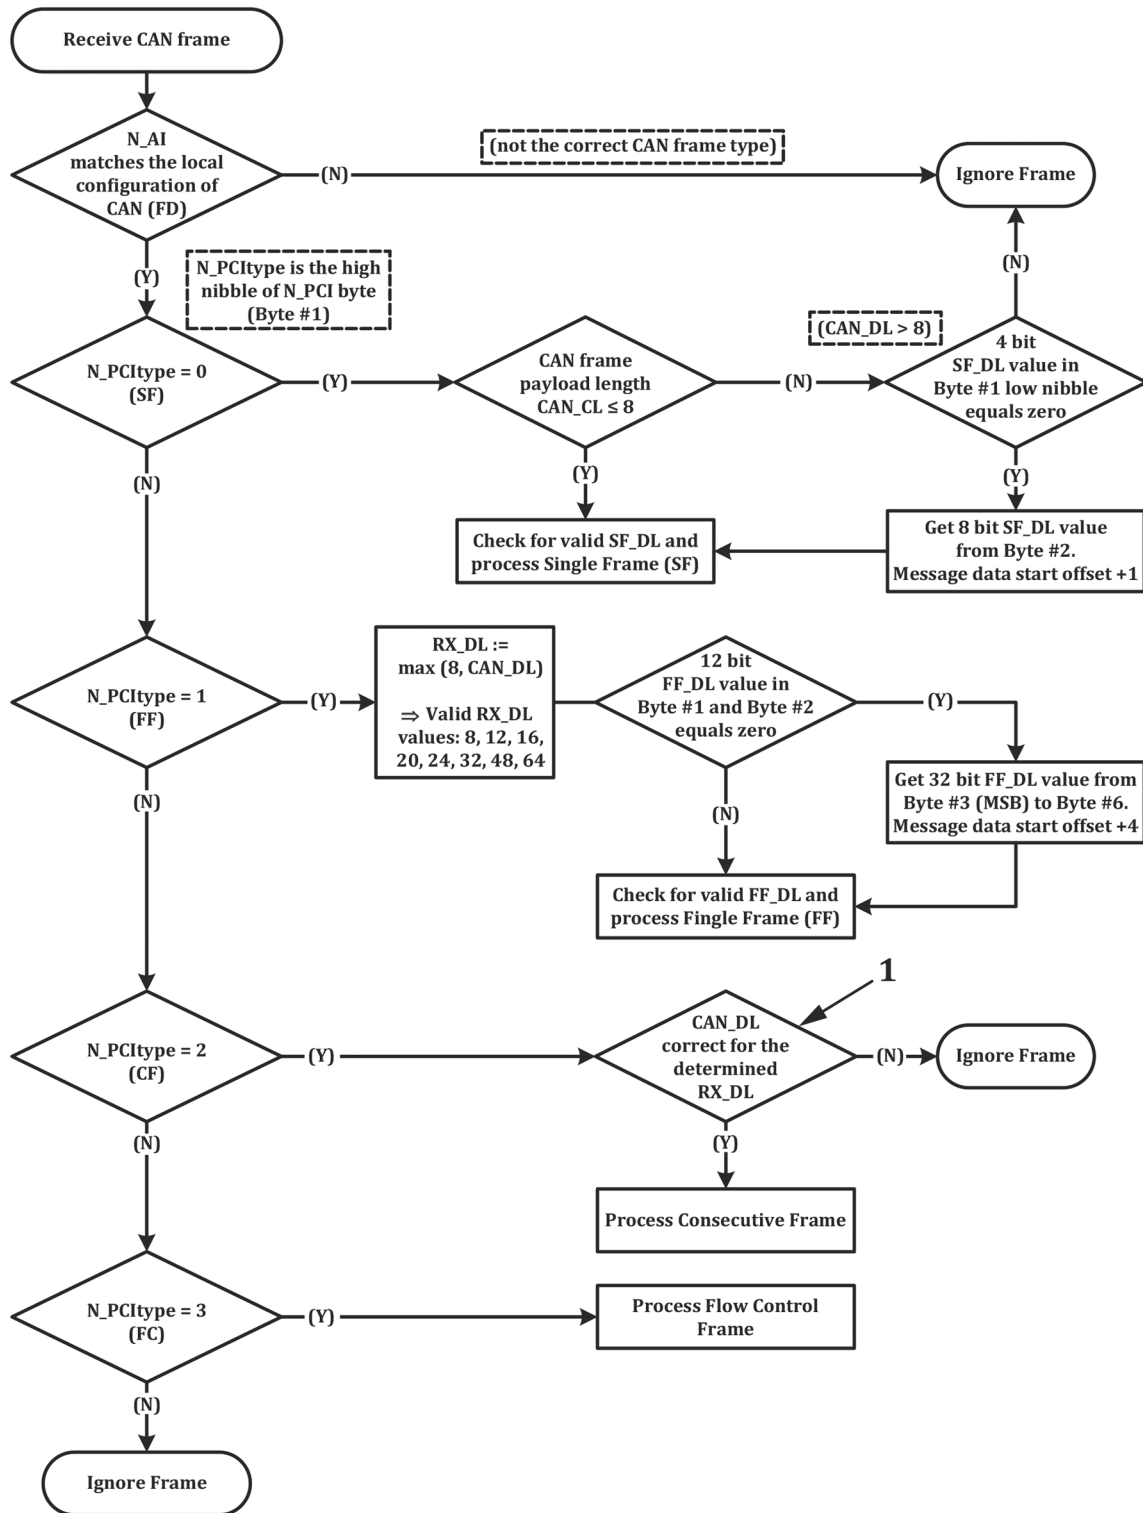 Receive CAN frame
N_AI
matches the local
configuration of
CAN (FD)
(N)
(not the correct CAN frame type)
Ignore Frame
(Y)
N_PCItype is the high
nibble of N_PCI byte
(Byte #1)
(N)
(CAN_DL > 8)
N_PCItype = 0
(SF)
(Y)
CAN frame
payload length
CAN_CL ≤ 8
(N)
4 bit
SF_DL value in
Byte #1 low nibble
equals zero
(N)
(Y)
(Y)
Check for valid SF_DL and
process Single Frame (SF)
Get 8 bit SF_DL value
from Byte #2.
Message data start offset +1
N_PCItype = 1
(FF)
(Y)
RX_DL :=
max (8, CAN_DL)
⇒ Valid RX_DL
values: 8, 12, 16,
20, 24, 32, 48, 64
12 bit
FF_DL value in
Byte #1 and Byte #2
equals zero
(Y)
(N)
(N)
Get 32 bit FF_DL value from
Byte #3 (MSB) to Byte #6.
Message data start offset +4
Check for valid FF_DL and
process Fingle Frame (FF)
1
N_PCItype = 2
(CF)
(Y)
CAN_DL
correct for the
determined
RX_DL
(N)
Ignore Frame
(N)
(Y)
Process Consecutive Frame
N_PCItype = 3
(FC)
(Y)
Process Flow Control
Frame
(N)
Ignore Frame